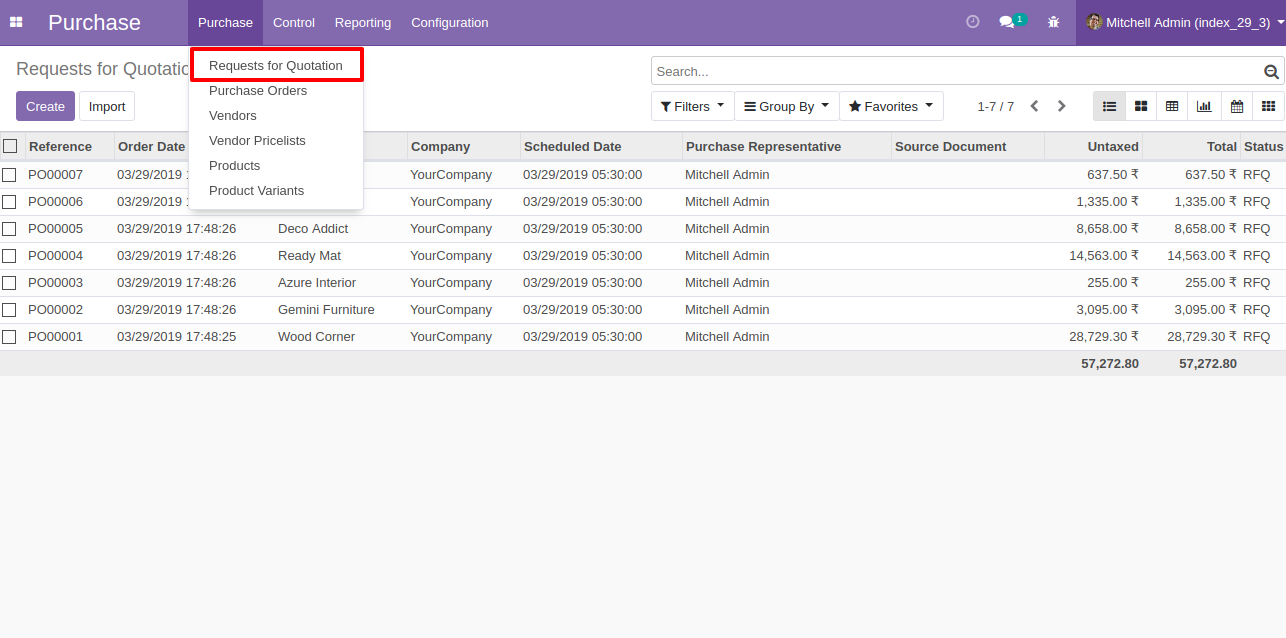 Purchase Purchase Control Reporting Configuration 1 Mitchell Admin (index_29_3)
Requests for Quotatio
Search...
Requests for Quotation
Purchase Orders
Vendors
Vendor Pricelists
Products
Product Variants
Create Import Filters Group By Favorites 1-7 / 7
Reference Order Date Company Scheduled Date Purchase Representative Source Document Untaxed Total Status
PO00007 03/29/2019 YourCompany 03/29/2019 05:30:00 Mitchell Admin 637.50 ₹ 637.50 ₹ RFQ
PO00006 03/29/2019 YourCompany 03/29/2019 05:30:00 Mitchell Admin 1,335.00 ₹ 1,335.00 ₹ RFQ
PO00005 03/29/2019 17:48:26 Deco Addict YourCompany 03/29/2019 05:30:00 Mitchell Admin 8,658.00 ₹ 8,658.00 ₹ RFQ
PO00004 03/29/2019 17:48:26 Ready Mat YourCompany 03/29/2019 05:30:00 Mitchell Admin 14,563.00 ₹ 14,563.00 ₹ RFQ
PO00003 03/29/2019 17:48:26 Azure Interior YourCompany 03/29/2019 05:30:00 Mitchell Admin 255.00 ₹ 255.00 ₹ RFQ
PO00002 03/29/2019 17:48:26 Gemini Furniture YourCompany 03/29/2019 05:30:00 Mitchell Admin 3,095.00 ₹ 3,095.00 ₹ RFQ
PO00001 03/29/2019 17:48:25 Wood Corner YourCompany 03/29/2019 05:30:00 Mitchell Admin 28,729.30 ₹ 28,729.30 ₹ RFQ
57,272.80 57,272.80